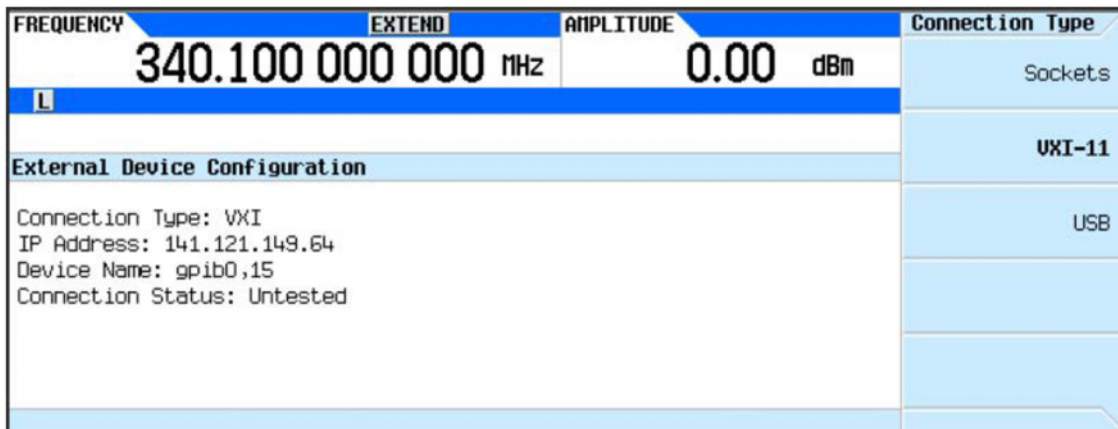 FREQUENCY EXTEND AMPLITUDE
340.100 000 000 MHz 0.00 dBm
L
External Device Configuration
Connection Type: VXI
IP Address: 141.121.149.64
Device Name: gpib0,15
Connection Status: Untested
Connection Type
Sockets
VXI-11
USB